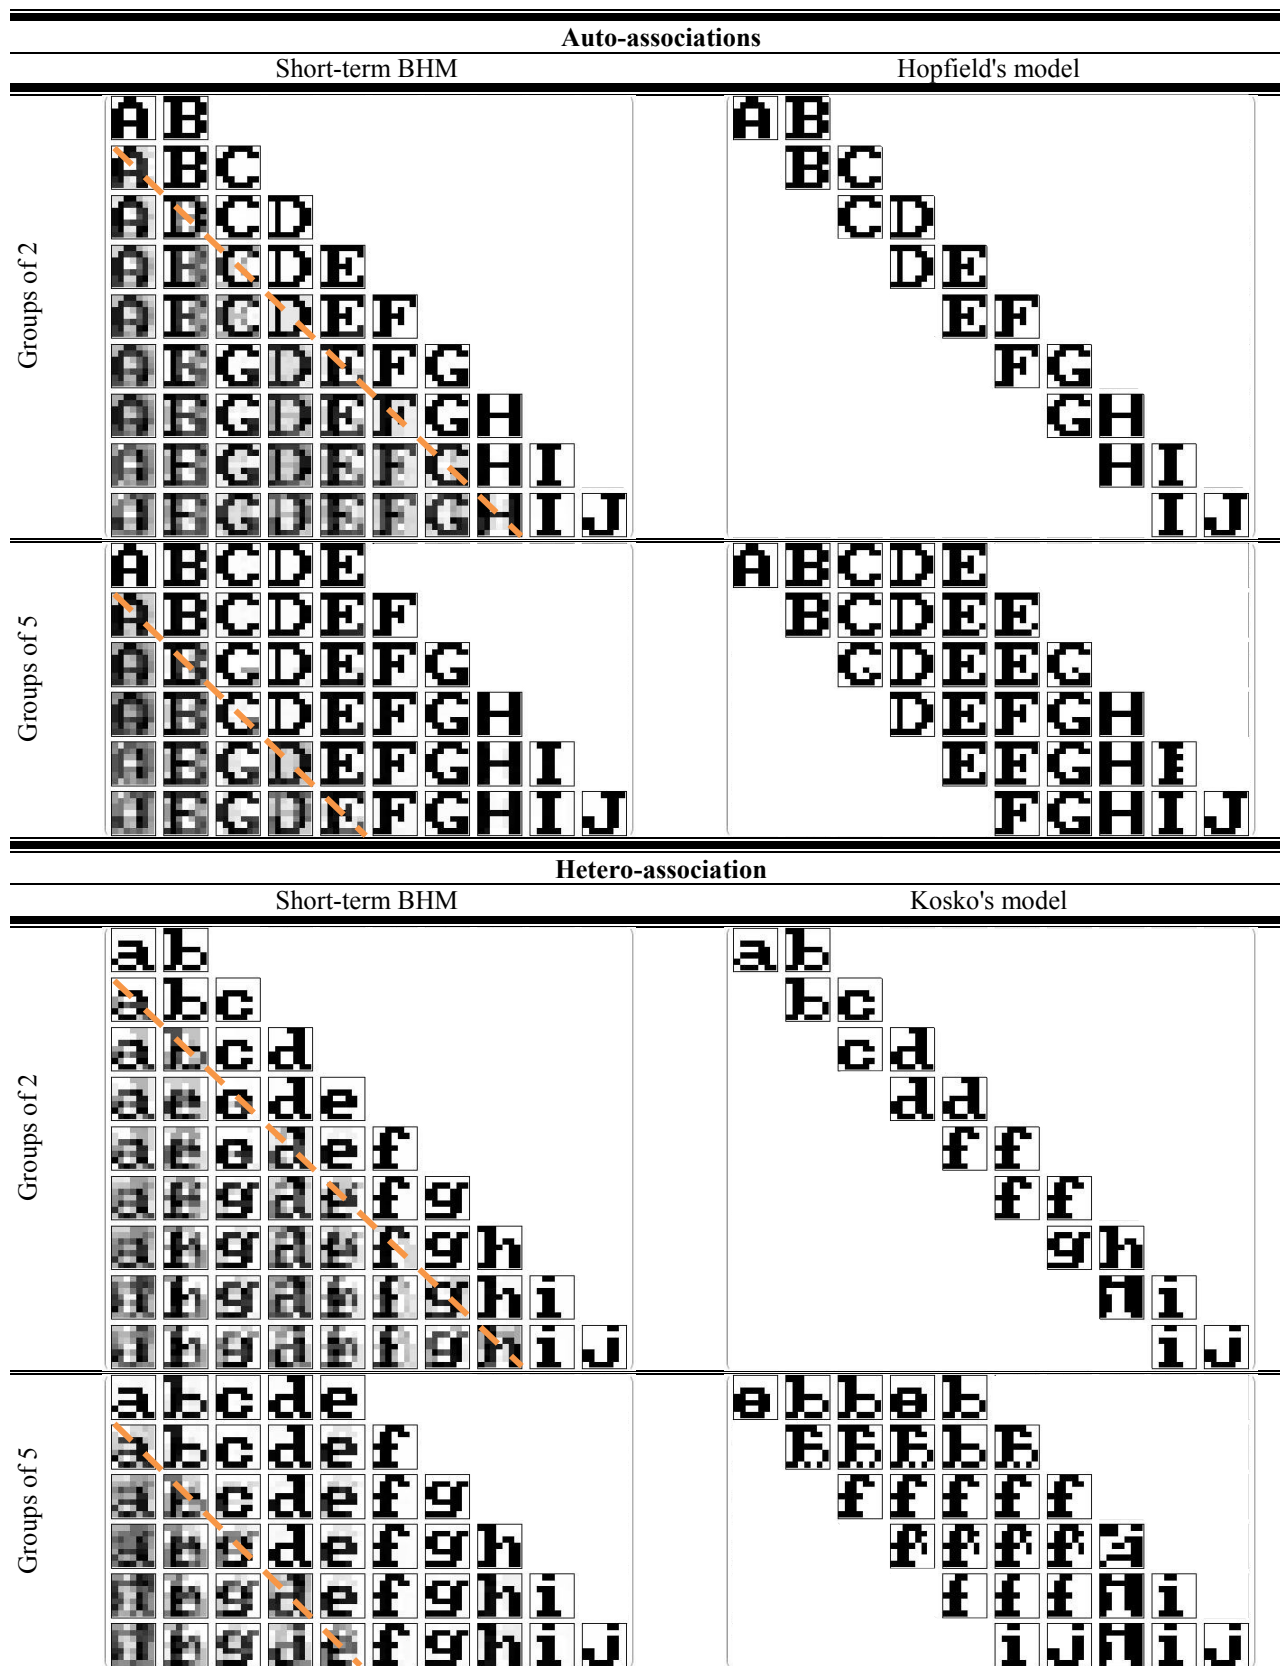 Auto-associations
Short-term BHM Hopfield's model
Groups of 2
A B A B
A B C B C
A B C D C D
A B C D E D E
A B C D E F E F
A B G D E F G F G
A B G D E F G H G H
A B G D E F G H I H I
E G D E F G H I J I J
Groups of 5
A B C D E A B C D E
A B C D E F B C D E E
A B G D E F G G D E E G
A B C D E F G H D E F G H
A E G D E F G H I E F G H
E G D E F G H I J F G H I J
Hetero-association
Short-term BHM Kosko's model
Groups of 2
a b a b
a b c b c
a b c d c d
a e o d e d d
a e o d e f f f
a g a e f g f f
a g a f g h g h
h g a f g h i i
h g a f g h i j i j
Groups of 5
a b c d e b b b
a b c d e f b
a c d e f g f f f f f
a e g d e f g h
e g d e f g h i f f f i
h g a f g h i j i j i j